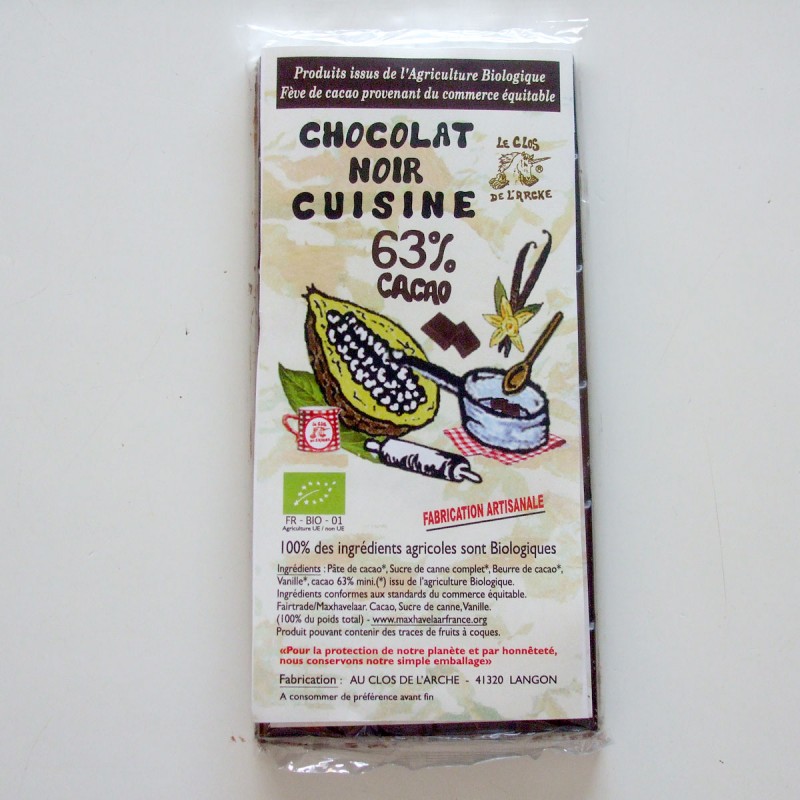 Produits issus de l'Agriculture Biologique
Fève de cacao provenant du commerce équitable
CHOCOLAT
NOIR
CUISINE
63%
CACAO
LE CLOS
®
DE L'ARCHE
LE CLOS
DE L'ARCHE
FR - BIO - 01
Agriculture UE / non UE
FABRICATION ARTISANALE
100% des ingrédients agricoles sont Biologiques
Ingrédients : Pâte de cacao*, Sucre de canne complet*, Beurre de cacao*,
Vanille*, cacao 63% mini.(*) issu de l'agriculture Biologique.
Ingrédients conformes aux standards du commerce équitable.
Fairtrade/Maxhavelaar. Cacao, Sucre de canne, Vanille.
(100% du poids total) - www.maxhavelaarfrance.org
Produit pouvant contenir des traces de fruits à coques.
«Pour la protection de notre planète et par honnêteté,
nous conservons notre simple emballage»
Fabrication : AU CLOS DE L'ARCHE - 41320 LANGON
A consommer de préférence avant fin